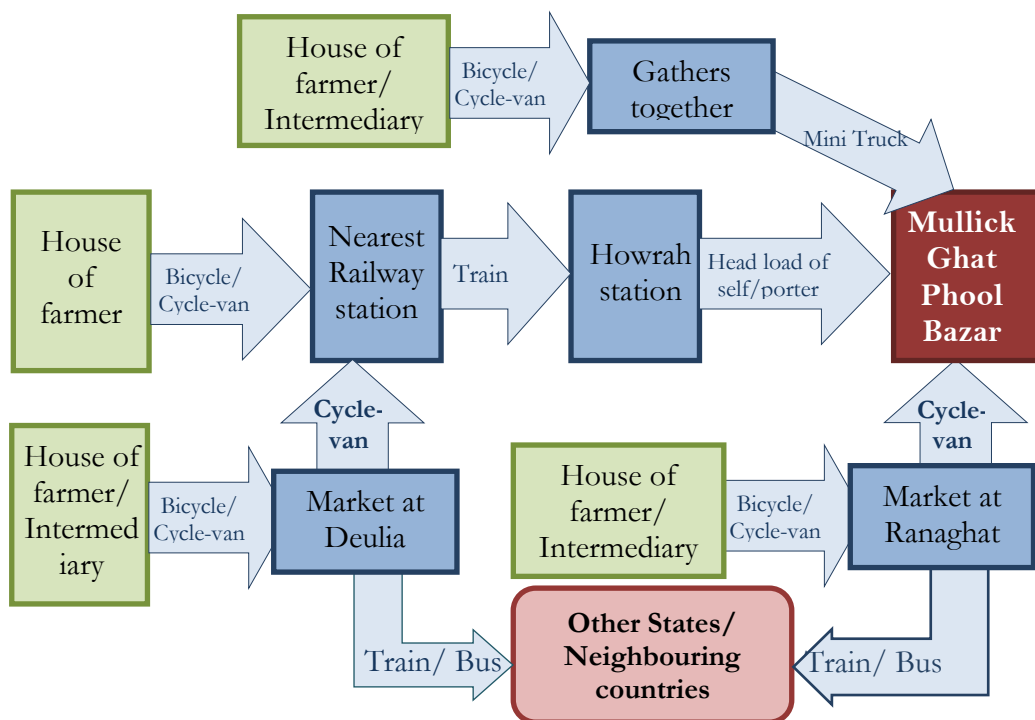 House of
farmer/
Intermediary
Bicycle/
Cycle-van
Gathers
together
Mini Truck
House
of
farmer
Bicycle/
Cycle-van
Nearest
Railway
station
Train
Howrah
station
Head load of
self/porter
Mullick
Ghat
Phool
Bazar
Cycle-
van
Cycle-
van
House of
farmer/
Intermed
iary
Bicycle/
Cycle-van
Market at
Deulia
House of
farmer/
Intermediary
Bicycle/
Cycle-van
Market at
Ranaghat
Train/ Bus
Other States/
Neighbouring
countries
Train/ Bus